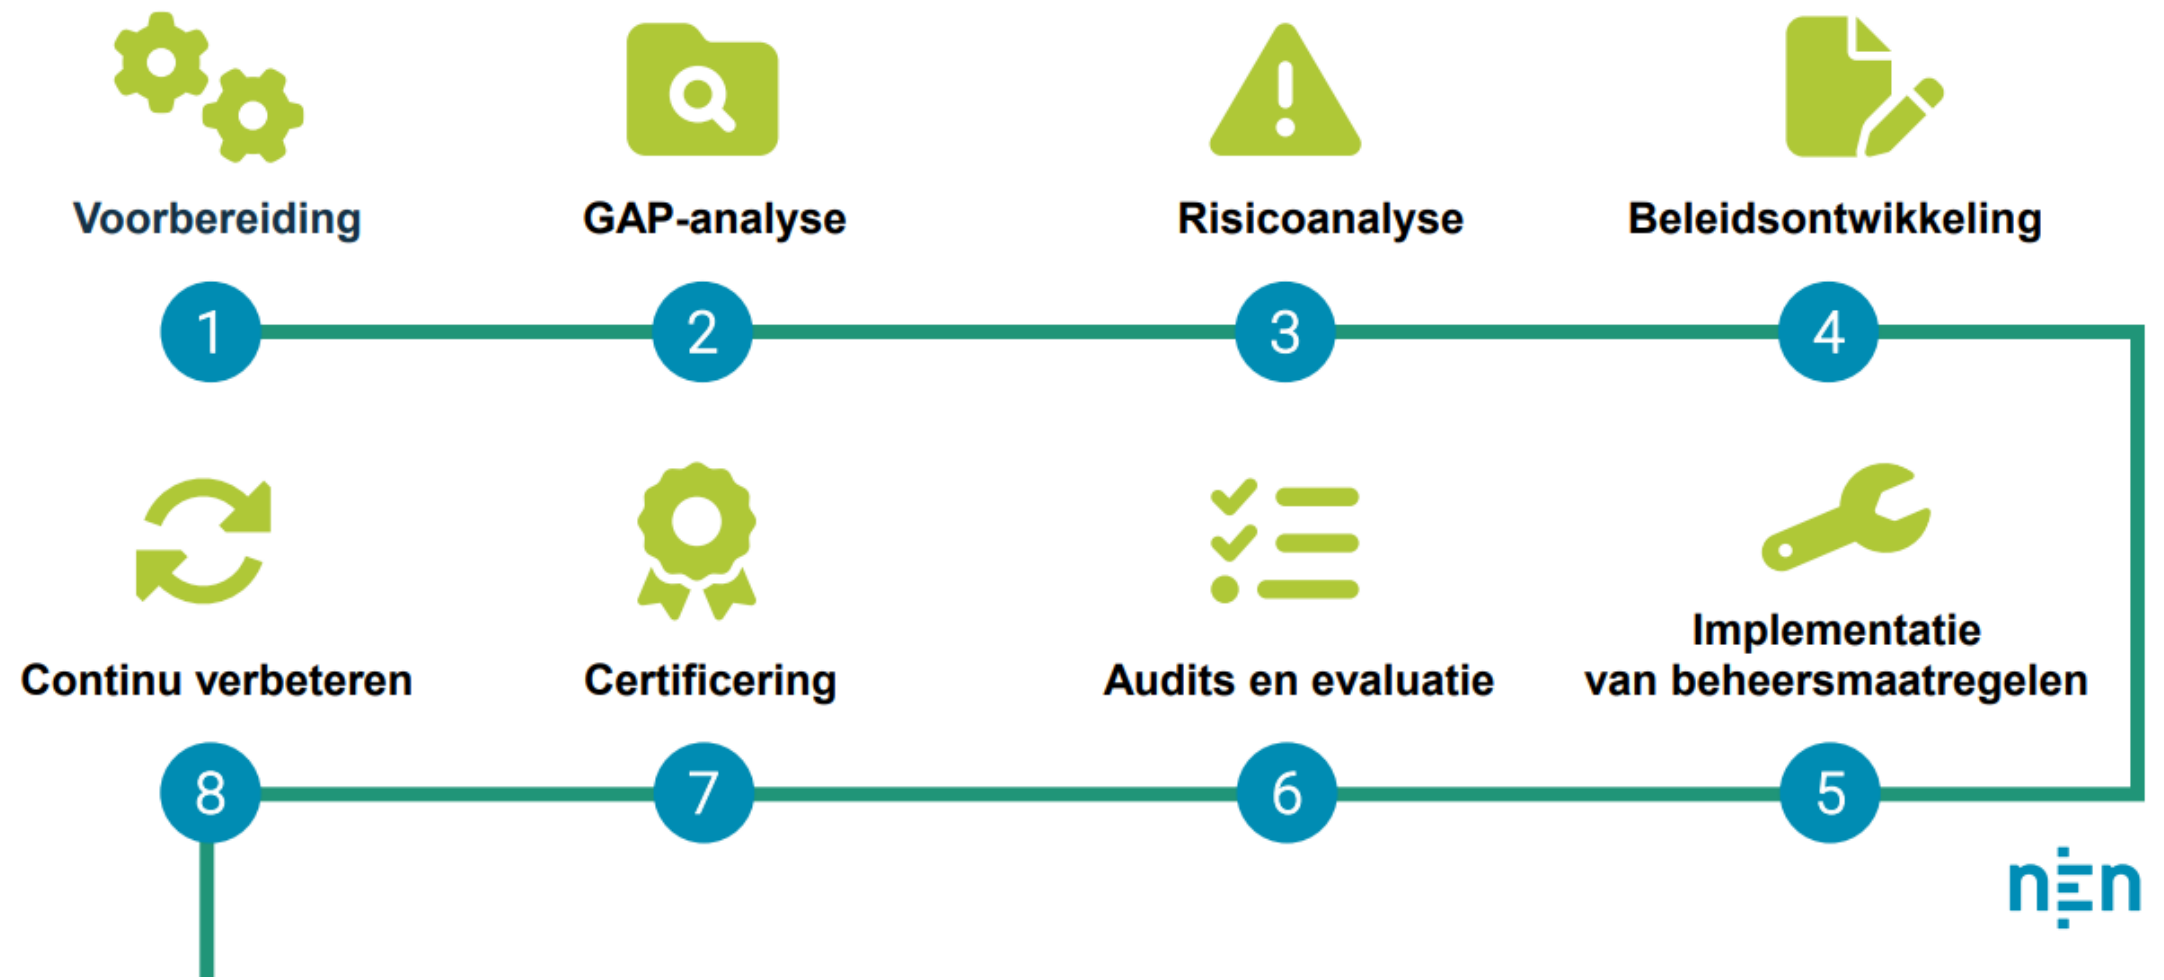 Voorbereiding
GAP-analyse
Risicoanalyse
Beleidsontwikkeling
1
2
3
4
Continu verbeteren
Certificering
Audits en evaluatie
Implementatie
van beheersmaatregelen
8
7
6
5
nEn